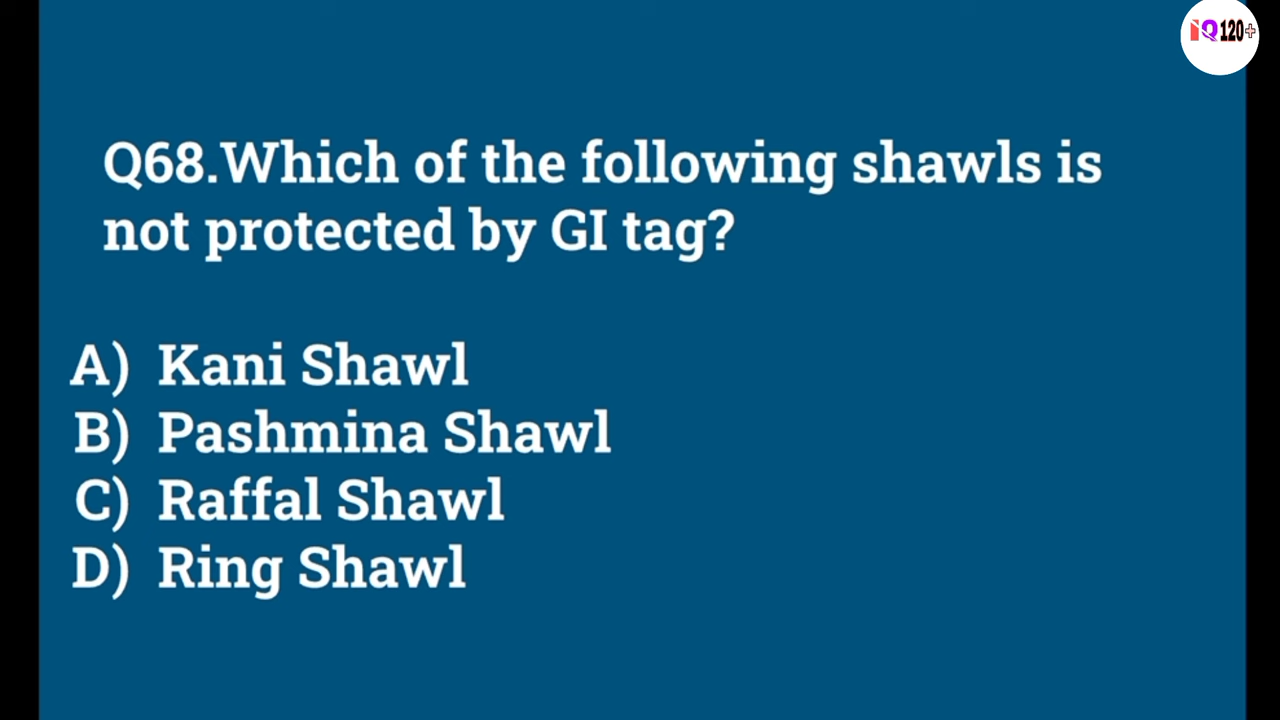 iQ120+
Q68.Which of the following shawls is
not protected by GI tag?
A) Kani Shawl
B) Pashmina Shawl
C) Raffal Shawl
D) Ring Shawl